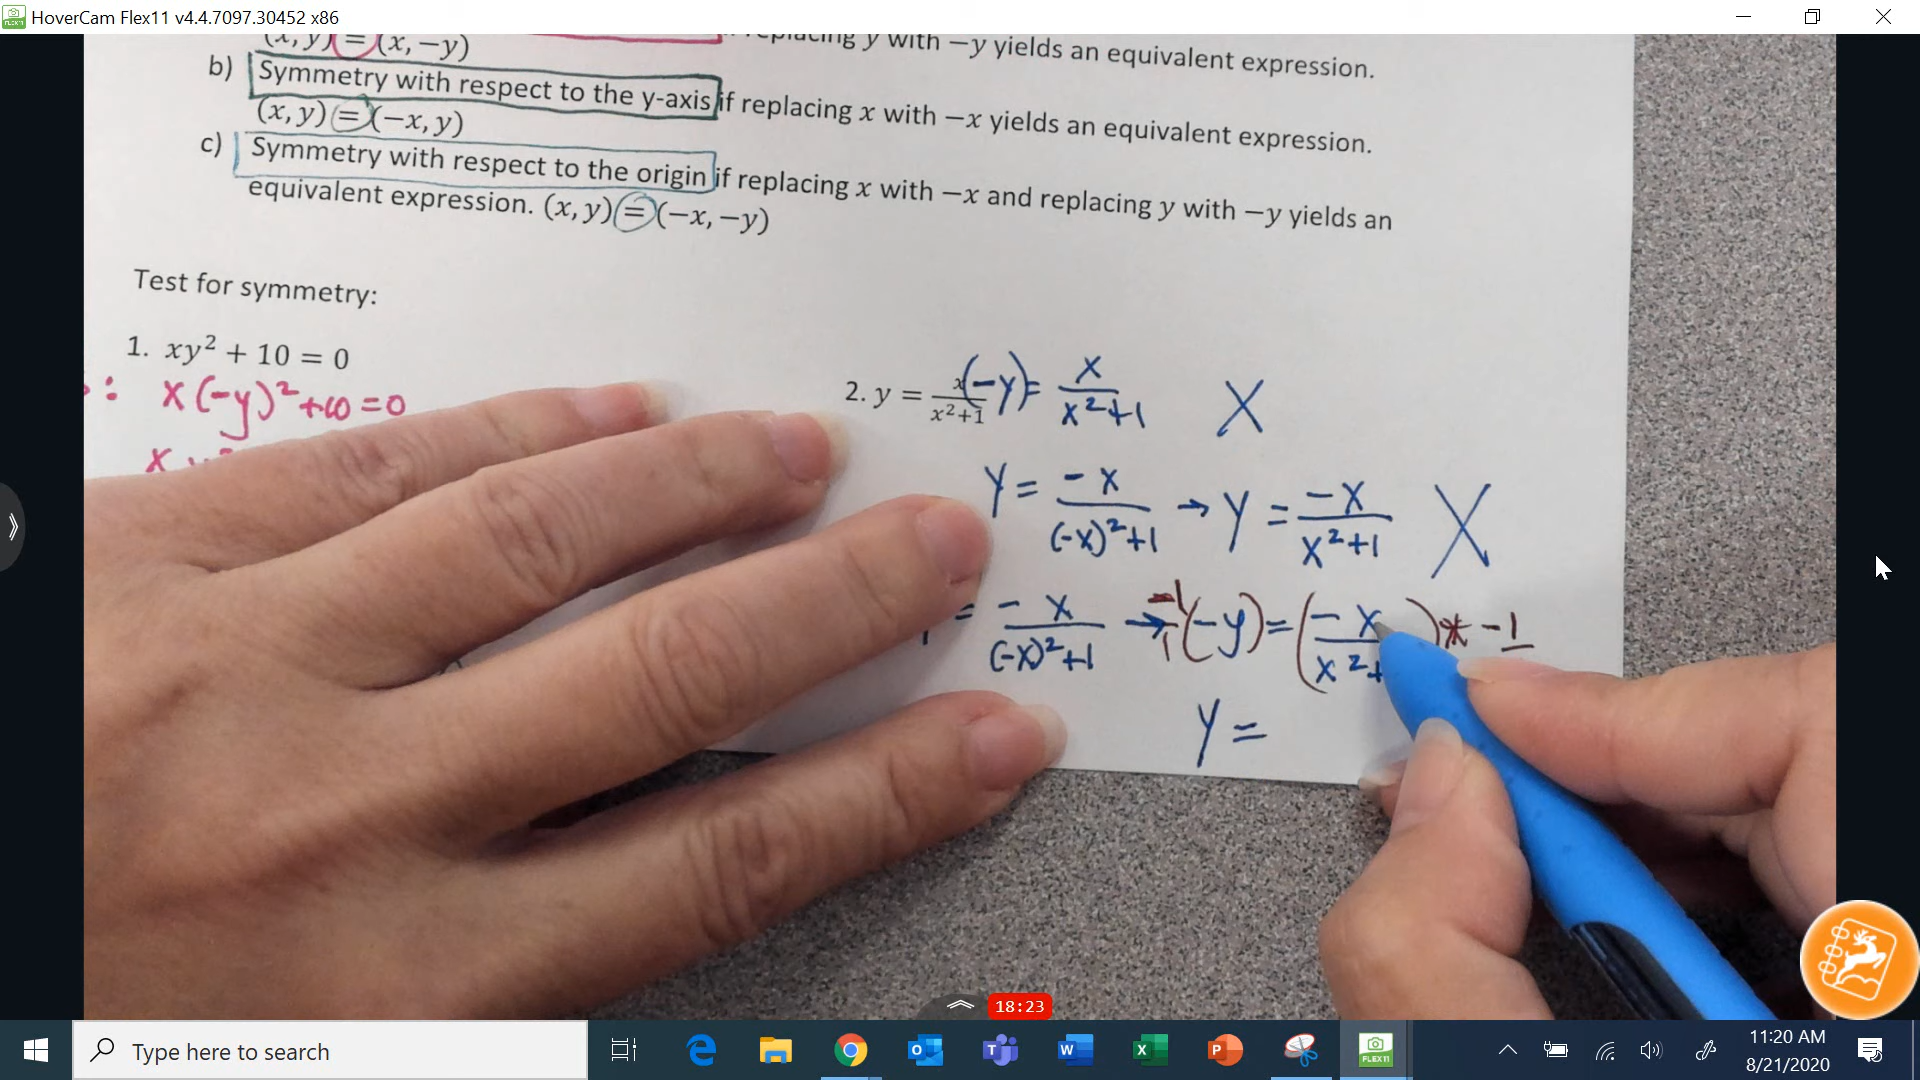 HoverCam Flex11 v4.4.7097.30452 x86
(x, y) = (x, −y) replacing y with −y yields an equivalent expression.
b) Symmetry with respect to the y-axis if replacing x with −x yields an equivalent expression.
(x, y) = (−x, y)
c) Symmetry with respect to the origin if replacing x with −x and replacing y with −y yields an
equivalent expression. (x, y) = (−x, −y)
Test for symmetry:
1. xy² + 10 = 0
: x(-y)²+10=0
x y
2. y = x/(x²+1) (-y) = x/(x²+1) X
y = -x/((-x)²+1) → y = -x/(x²+1) X
= -x/((-x)²+1) → -1/1 (-y) = (-x/(x²+ ) * -1
y =
18:23
Type here to search
FLEX11
11:20 AM
8/21/2020